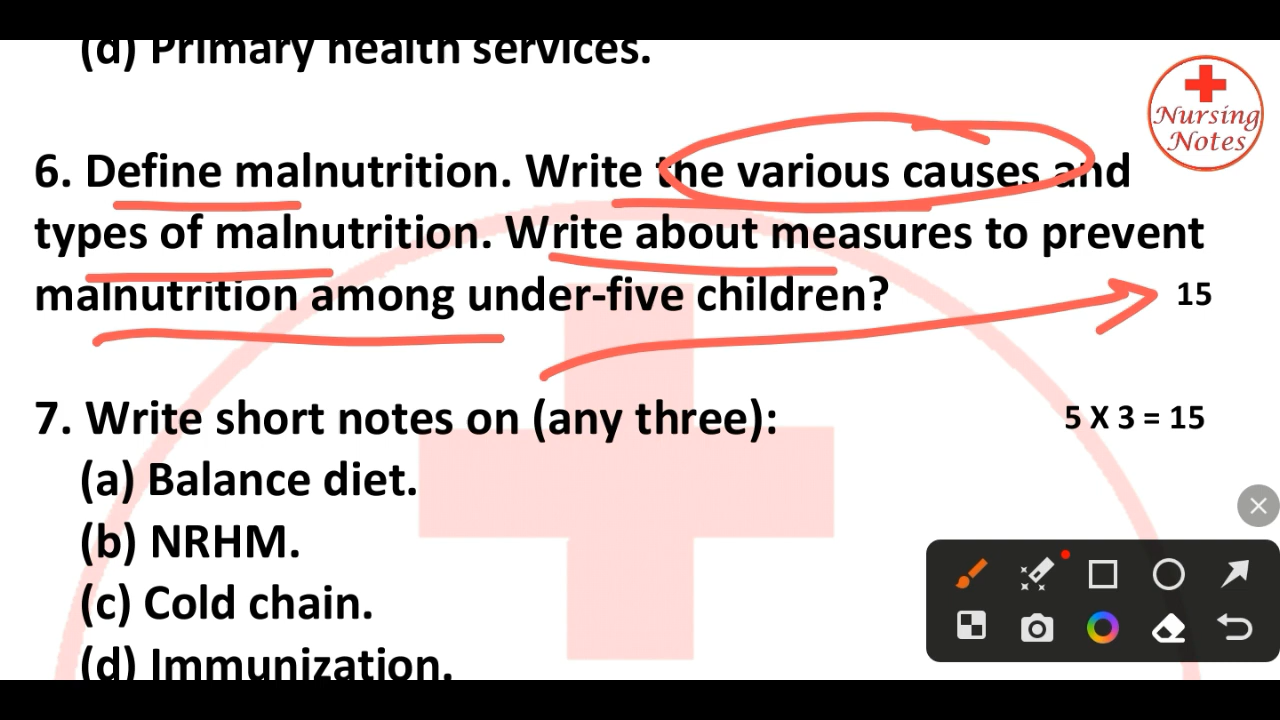 (d) Primary health services.
Nursing
Notes
6. Define malnutrition. Write the various causes and
types of malnutrition. Write about measures to prevent
malnutrition among under-five children?
15
7. Write short notes on (any three):
5 X 3 = 15
(a) Balance diet.
(b) NRHM.
(c) Cold chain.
(d) Immunization.